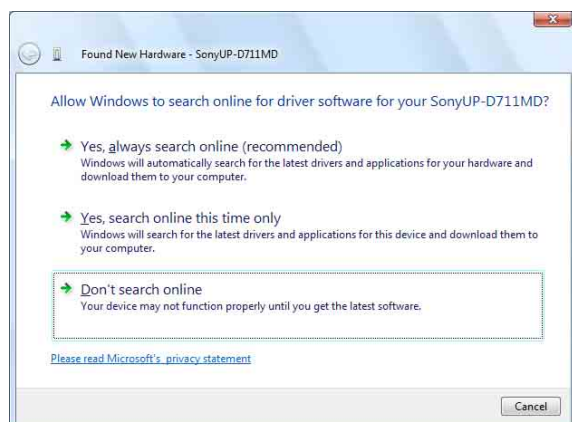 Found New Hardware - SonyUP-D711MD
Allow Windows to search online for driver software for your SonyUP-D711MD?
Yes, always search online (recommended)
Windows will automatically search for the latest drivers and applications for your hardware and
download them to your computer.
Yes, search online this time only
Windows will search for the latest drivers and applications for this device and download them to
your computer.
Don't search online
Your device may not function properly until you get the latest software.
Please read Microsoft's privacy statement
Cancel